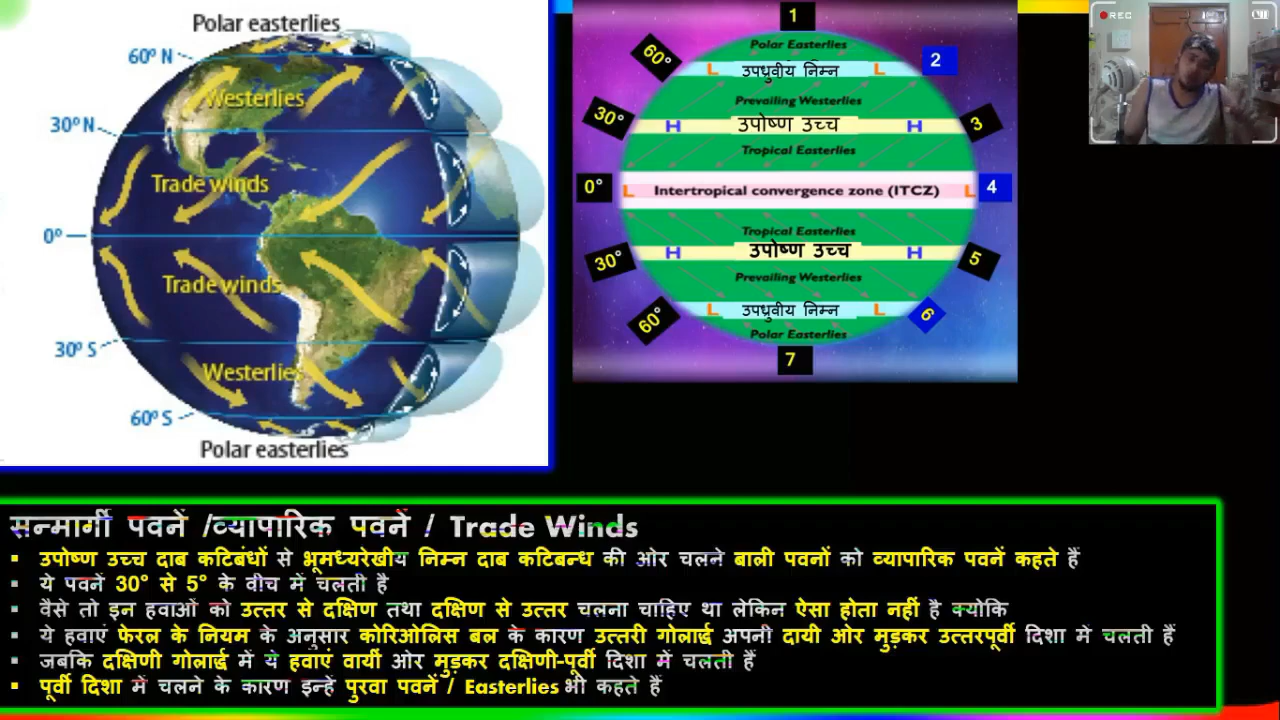 Polar easterlies
60º N
Westerlies
30º N
Trade winds
0º
Trade winds
30º S
Westerlies
60º S
Polar easterlies
1
Polar Easterlies
60°
2
L उपध्रुवीय निम्न L
Prevailing Westerlies
30°
3
H उपोष्ण उच्च H
Tropical Easterlies
0°
L Intertropical convergence zone (ITCZ) L
4
Tropical Easterlies
H उपोष्ण उच्च H
30°
5
Prevailing Westerlies
L उपध्रुवीय निम्न L
60°
6
Polar Easterlies
7
REC
सन्मार्गी पवनें /व्यापारिक पवनें / Trade Winds
उपोष्ण उच्च दाब कटिबंधों से भूमध्यरेखीय निम्न दाब कटिबन्ध की ओर चलने बाली पवनों को व्यापारिक पवनें कहते हैं
ये पवनें 30° से 5° के वीच में चलती है
वैसे तो इन हवाओं को उत्तर से दक्षिण तथा दक्षिण से उत्तर चलना चाहिए था लेकिन ऐसा होता नहीं है क्योकि
ये हवाएं फेरल के नियम के अनुसार कोरिओलिस बल के कारण उत्तरी गोलार्द्ध अपनी दायी ओर मुड़कर उत्तरपूर्वी दिशा में चलती हैं
जबकि दक्षिणी गोलार्द्ध में ये हवाएं वायीं ओर मुड़कर दक्षिणी-पूर्वी दिशा में चलती हैं
पूर्वी दिशा में चलने के कारण इन्हें पुरवा पवनें / Easterlies भी कहते हैं